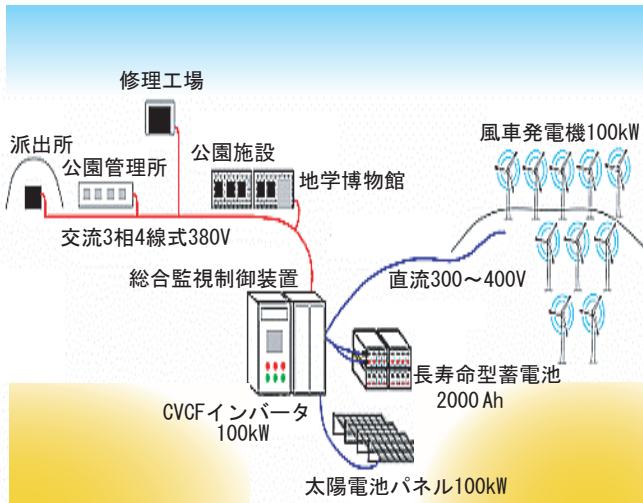 修理工場
派出所
公園管理所
公園施設
地学博物館
風車発電機100kW
交流3相4線式380V
総合監視制御装置
直流300～400V
長寿命型蓄電池
2000 Ah
CVCFインバータ
100kW
太陽電池パネル100kW